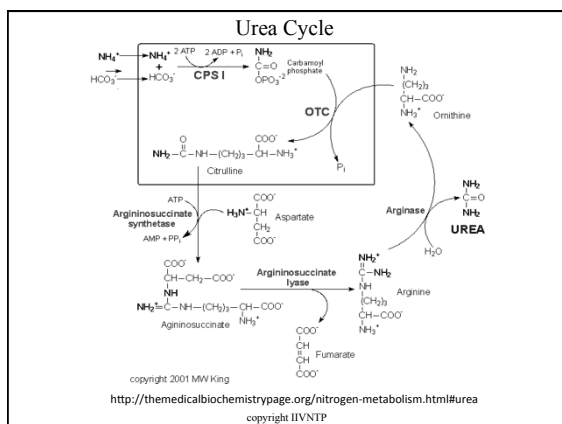 Urea Cycle
NH₄⁺ NH₄⁺
+
HCO₃⁻ HCO₃⁻
2 ATP 2 ADP + Pi
CPS I
NH₂
C=O
OPO₃⁻²
Carbamoyl
phosphate
OTC
Pi
NH₂
(CH₂)₃
CH—COO⁻
NH₃⁺
Ornithine
O COO⁻
NH₂—C—NH—(CH₂)₃—CH—NH₃⁺
Citrulline
ATP
Argininosuccinate
synthetase
AMP + PPi
COO⁻
H₃N⁺—CH
CH₂
COO⁻
Aspartate
Arginase
NH₂
C=O
NH₂
UREA
H₂O
COO⁻
CH—CH₂—COO⁻
NH
NH₂⁺=C—NH—(CH₂)₃—CH—COO⁻
NH₃⁺
Agininosuccinate
Argininosuccinate
lyase
COO⁻
CH
CH
COO⁻
Fumarate
NH₂⁺
C—NH₂
NH
(CH₂)₃
CH—COO⁻
NH₃⁺
Arginine
copyright 2001 MW King
http://themedicalbiochemistrypage.org/nitrogen-metabolism.html#urea
copyright IIVNTP